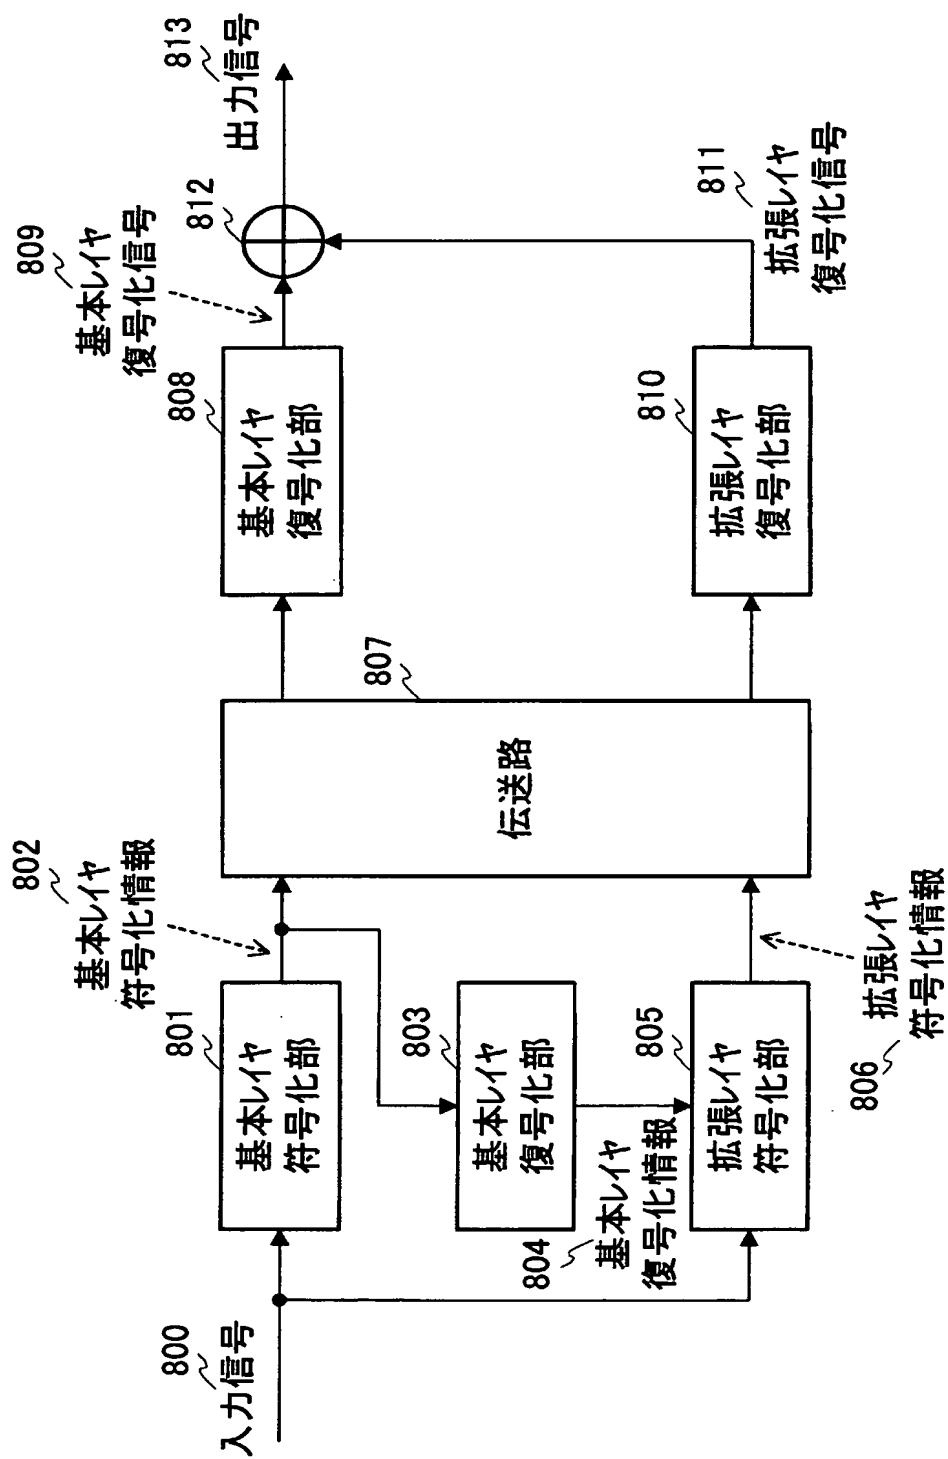 800
入力信号
801
基本レイヤ
符号化部
802
基本レイヤ
符号化情報
803
基本レイヤ
復号化部
804
基本レイヤ
復号化情報
805
拡張レイヤ
符号化部
806
拡張レイヤ
符号化情報
807
伝送路
808
基本レイヤ
復号化部
809
基本レイヤ
復号化信号
810
拡張レイヤ
復号化部
811
拡張レイヤ
復号化信号
812
813
出力信号